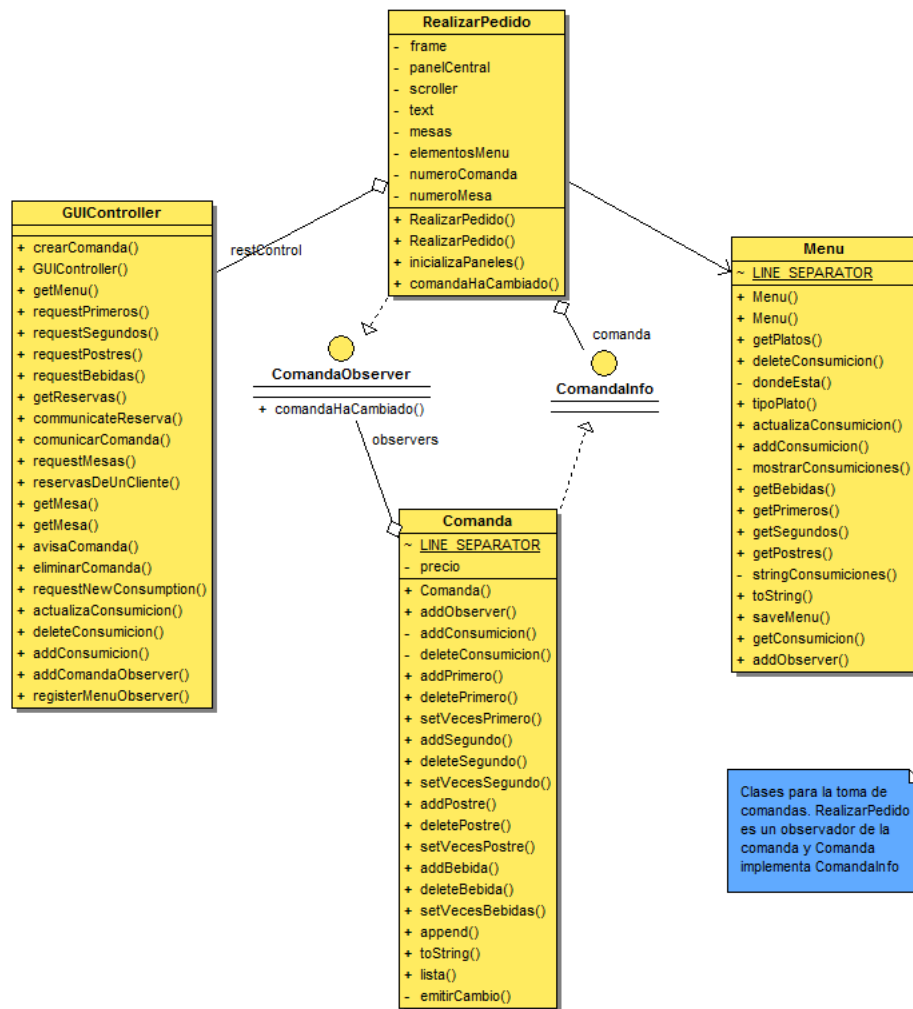 RealizarPedido
- frame
- panelCentral
- scroller
- text
- mesas
- elementosMenu
- numeroComanda
- numeroMesa
+ RealizarPedido()
+ RealizarPedido()
+ inicializaPaneles()
+ comandaHaCambiado()
GUIController
+ crearComanda()
+ GUIController()
+ getMenu()
+ requestPrimeros()
+ requestSegundos()
+ requestPostres()
+ requestBebidas()
+ getReservas()
+ communicateReserva()
+ comunicarComanda()
+ requestMesas()
+ reservasDeUnCliente()
+ getMesa()
+ getMesa()
+ avisaComanda()
+ eliminarComanda()
+ requestNewConsumption()
+ actualizaConsumicion()
+ deleteConsumicion()
+ addConsumicion()
+ addComandaObserver()
+ registerMenuObserver()
restControl
Menu
~ LINE_SEPARATOR
+ Menu()
+ Menu()
+ getPlatos()
+ deleteConsumicion()
- dondeEsta()
+ tipoPlato()
+ actualizaConsumicion()
+ addConsumicion()
- mostrarConsumiciones()
+ getBebidas()
+ getPrimeros()
+ getSegundos()
+ getPostres()
- stringConsumiciones()
+ toString()
+ saveMenu()
+ getConsumicion()
+ addObserver()
ComandaObserver
+ comandaHaCambiado()
observers
comanda
ComandaInfo
Comanda
~ LINE_SEPARATOR
- precio
+ Comanda()
+ addObserver()
- addConsumicion()
- deleteConsumicion()
+ addPrimero()
+ deletePrimero()
+ setVecesPrimero()
+ addSegundo()
+ deleteSegundo()
+ setVecesSegundo()
+ addPostre()
+ deletePostre()
+ setVecesPostre()
+ addBebida()
+ deleteBebida()
+ setVecesBebidas()
+ append()
+ toString()
+ lista()
- emitirCambio()
Clases para la toma de
comandas. RealizarPedido
es un observador de la
comanda y Comanda
implementa ComandaInfo